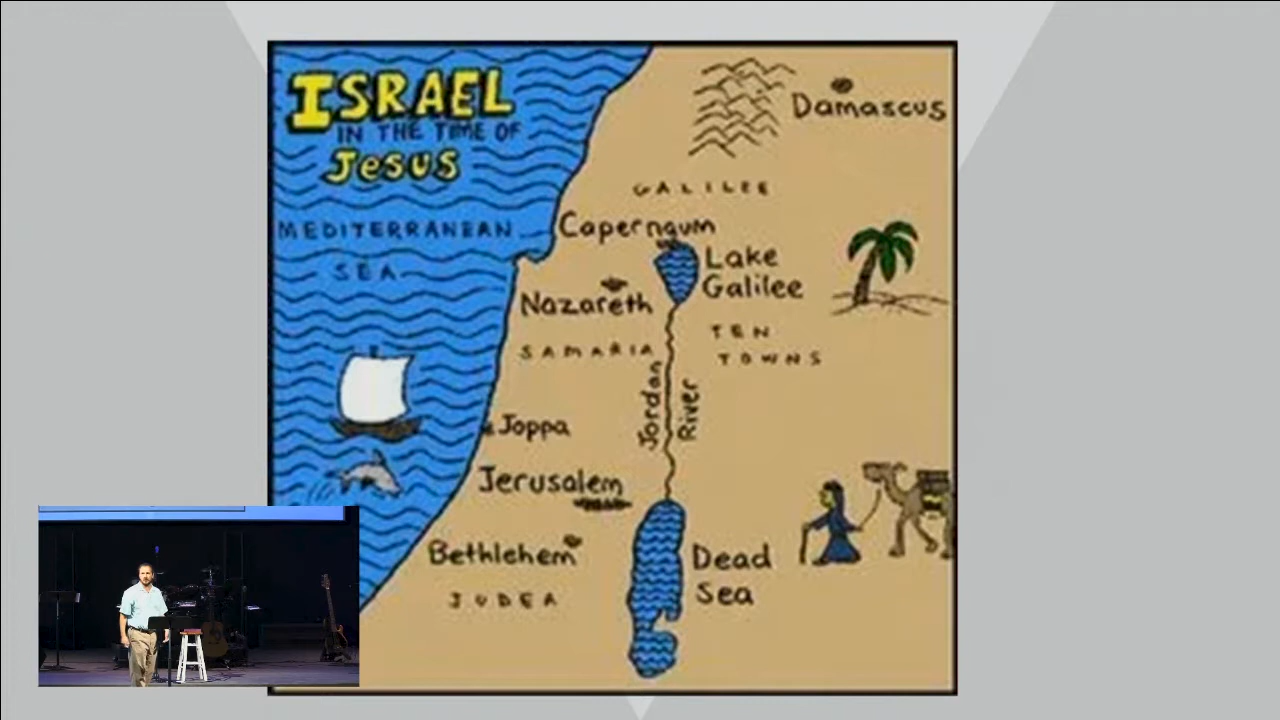 ISRAEL
IN THE TIME OF
JESUS
Damascus
GALILEE
MEDITERRANEAN
SEA
Capernaum
Lake
Galilee
Nazareth
TEN
TOWNS
SAMARIA
Jordan
River
Joppa
Jerusalem
Bethlehem
Dead
Sea
JUDEA